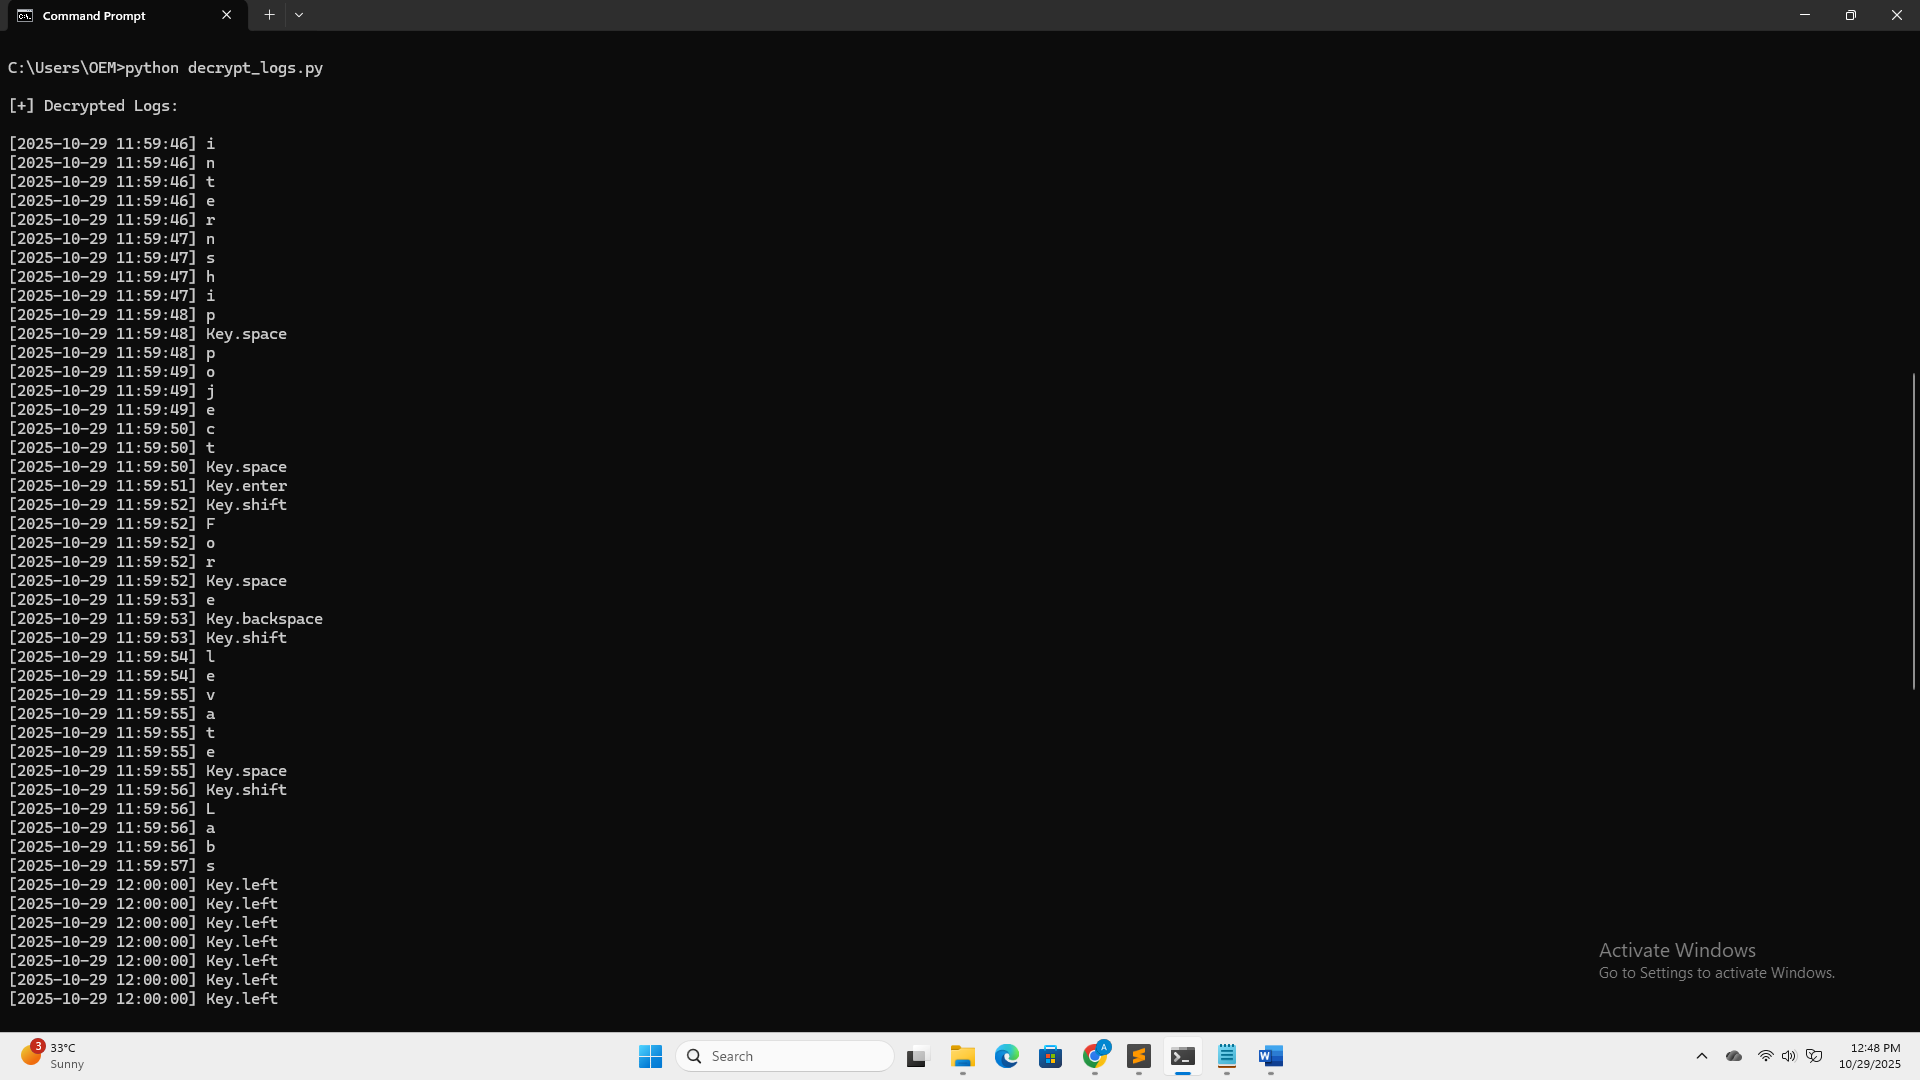 Command Prompt
C:\Users\OEM>python decrypt_logs.py
[+] Decrypted Logs:
[2025-10-29 11:59:46] i
[2025-10-29 11:59:46] n
[2025-10-29 11:59:46] t
[2025-10-29 11:59:46] e
[2025-10-29 11:59:46] r
[2025-10-29 11:59:47] n
[2025-10-29 11:59:47] s
[2025-10-29 11:59:47] h
[2025-10-29 11:59:47] i
[2025-10-29 11:59:48] p
[2025-10-29 11:59:48] Key.space
[2025-10-29 11:59:48] p
[2025-10-29 11:59:49] o
[2025-10-29 11:59:49] j
[2025-10-29 11:59:49] e
[2025-10-29 11:59:50] c
[2025-10-29 11:59:50] t
[2025-10-29 11:59:50] Key.space
[2025-10-29 11:59:51] Key.enter
[2025-10-29 11:59:52] Key.shift
[2025-10-29 11:59:52] F
[2025-10-29 11:59:52] o
[2025-10-29 11:59:52] r
[2025-10-29 11:59:52] Key.space
[2025-10-29 11:59:53] e
[2025-10-29 11:59:53] Key.backspace
[2025-10-29 11:59:53] Key.shift
[2025-10-29 11:59:54] l
[2025-10-29 11:59:54] e
[2025-10-29 11:59:55] v
[2025-10-29 11:59:55] a
[2025-10-29 11:59:55] t
[2025-10-29 11:59:55] e
[2025-10-29 11:59:55] Key.space
[2025-10-29 11:59:56] Key.shift
[2025-10-29 11:59:56] L
[2025-10-29 11:59:56] a
[2025-10-29 11:59:56] b
[2025-10-29 11:59:57] s
[2025-10-29 12:00:00] Key.left
[2025-10-29 12:00:00] Key.left
[2025-10-29 12:00:00] Key.left
[2025-10-29 12:00:00] Key.left
[2025-10-29 12:00:00] Key.left
[2025-10-29 12:00:00] Key.left
[2025-10-29 12:00:00] Key.left
Activate Windows
Go to Settings to activate Windows.
3
33°C
Sunny
Search
A
12:48 PM
10/29/2025